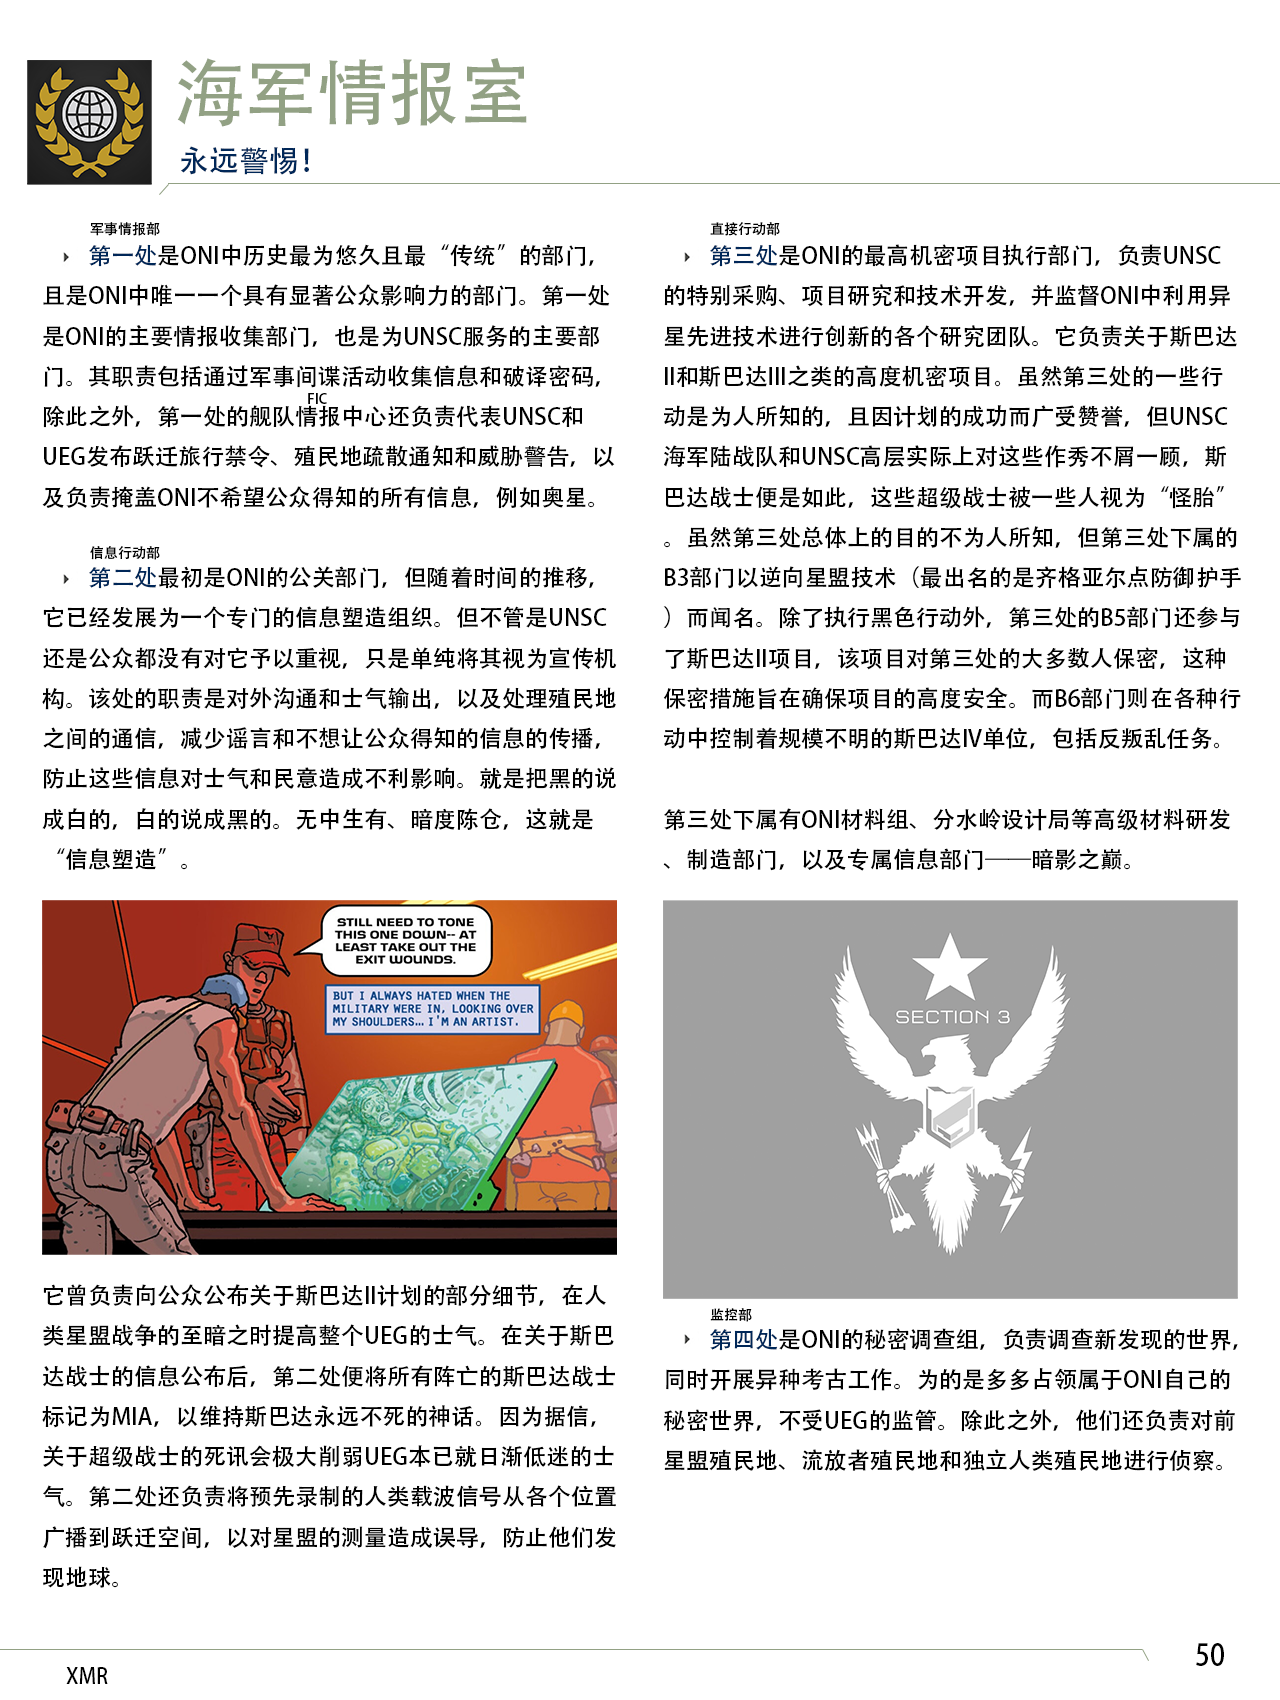 海军情报室
永远警惕！
军事情报部
第一处是ONI中历史最为悠久且最“传统”的部门，
且是ONI中唯一一个具有显著公众影响力的部门。第一处
是ONI的主要情报收集部门，也是为UNSC服务的主要部
门。其职责包括通过军事间谍活动收集信息和破译密码，
FIC
除此之外，第一处的舰队情报中心还负责代表UNSC和
UEG发布跃迁旅行禁令、殖民地疏散通知和威胁警告，以
及负责掩盖ONI不希望公众得知的所有信息，例如奥星。
信息行动部
第二处最初是ONI的公关部门，但随着时间的推移，
它已经发展为一个专门的信息塑造组织。但不管是UNSC
还是公众都没有对它予以重视，只是单纯将其视为宣传机
构。该处的职责是对外沟通和士气输出，以及处理殖民地
之间的通信，减少谣言和不想让公众得知的信息的传播，
防止这些信息对士气和民意造成不利影响。就是把黑的说
成白的，白的说成黑的。无中生有、暗度陈仓，这就是
“信息塑造”。
STILL NEED TO TONE
THIS ONE DOWN-- AT
LEAST TAKE OUT THE
EXIT WOUNDS.
BUT I ALWAYS HATED WHEN THE
MILITARY WERE IN, LOOKING OVER
MY SHOULDERS... I'M AN ARTIST.
它曾负责向公众公布关于斯巴达II计划的部分细节，在人
类星盟战争的至暗之时提高整个UEG的士气。在关于斯巴
达战士的信息公布后，第二处便将所有阵亡的斯巴达战士
标记为MIA，以维持斯巴达永远不死的神话。因为据信，
关于超级战士的死讯会极大削弱UEG本已就日渐低迷的士
气。第二处还负责将预先录制的人类载波信号从各个位置
广播到跃迁空间，以对星盟的测量造成误导，防止他们发
现地球。
直接行动部
第三处是ONI的最高机密项目执行部门，负责UNSC
的特别采购、项目研究和技术开发，并监督ONI中利用异
星先进技术进行创新的各个研究团队。它负责关于斯巴达
II和斯巴达III之类的高度机密项目。虽然第三处的一些行
动是为人所知的，且因计划的成功而广受赞誉，但UNSC
海军陆战队和UNSC高层实际上对这些作秀不屑一顾，斯
巴达战士便是如此，这些超级战士被一些人视为“怪胎”
。虽然第三处总体上的目的不为人所知，但第三处下属的
B3部门以逆向星盟技术（最出名的是齐格亚尔点防御护手
）而闻名。除了执行黑色行动外，第三处的B5部门还参与
了斯巴达II项目，该项目对第三处的大多数人保密，这种
保密措施旨在确保项目的高度安全。而B6部门则在各种行
动中控制着规模不明的斯巴达IV单位，包括反叛乱任务。
第三处下属有ONI材料组、分水岭设计局等高级材料研发
、制造部门，以及专属信息部门——暗影之巅。
SECTION 3
监控部
第四处是ONI的秘密调查组，负责调查新发现的世界，
同时开展异种考古工作。为的是多多占领属于ONI自己的
秘密世界，不受UEG的监管。除此之外，他们还负责对前
星盟殖民地、流放者殖民地和独立人类殖民地进行侦察。
XMR
50